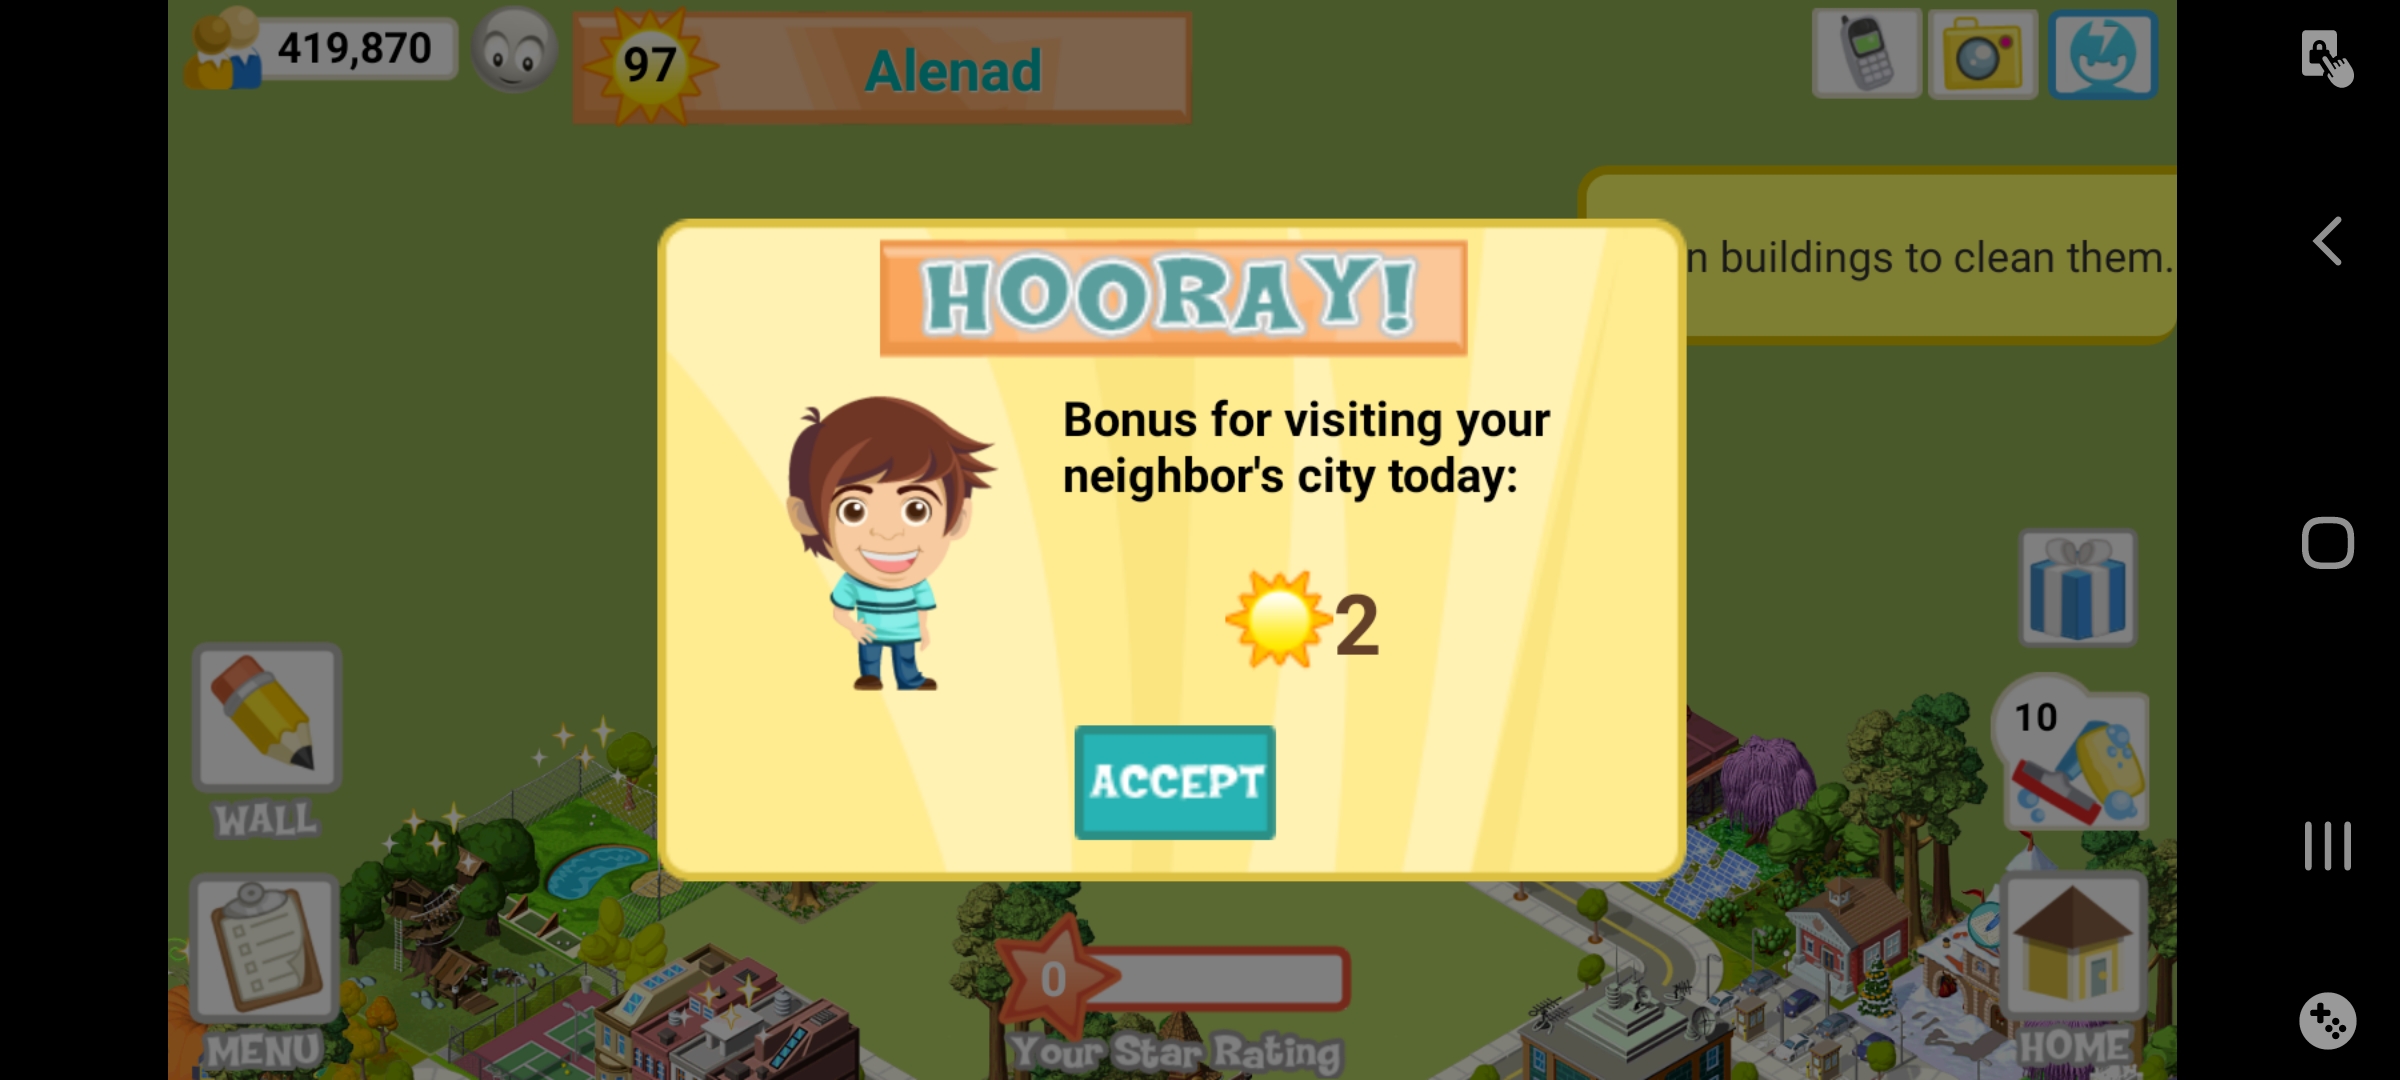 419,870
97
Alenad
n buildings to clean them.
HOORAY!
Bonus for visiting your
neighbor's city today:
2
ACCEPT
10
WALL
MENU
0
Your Star Rating
HOME